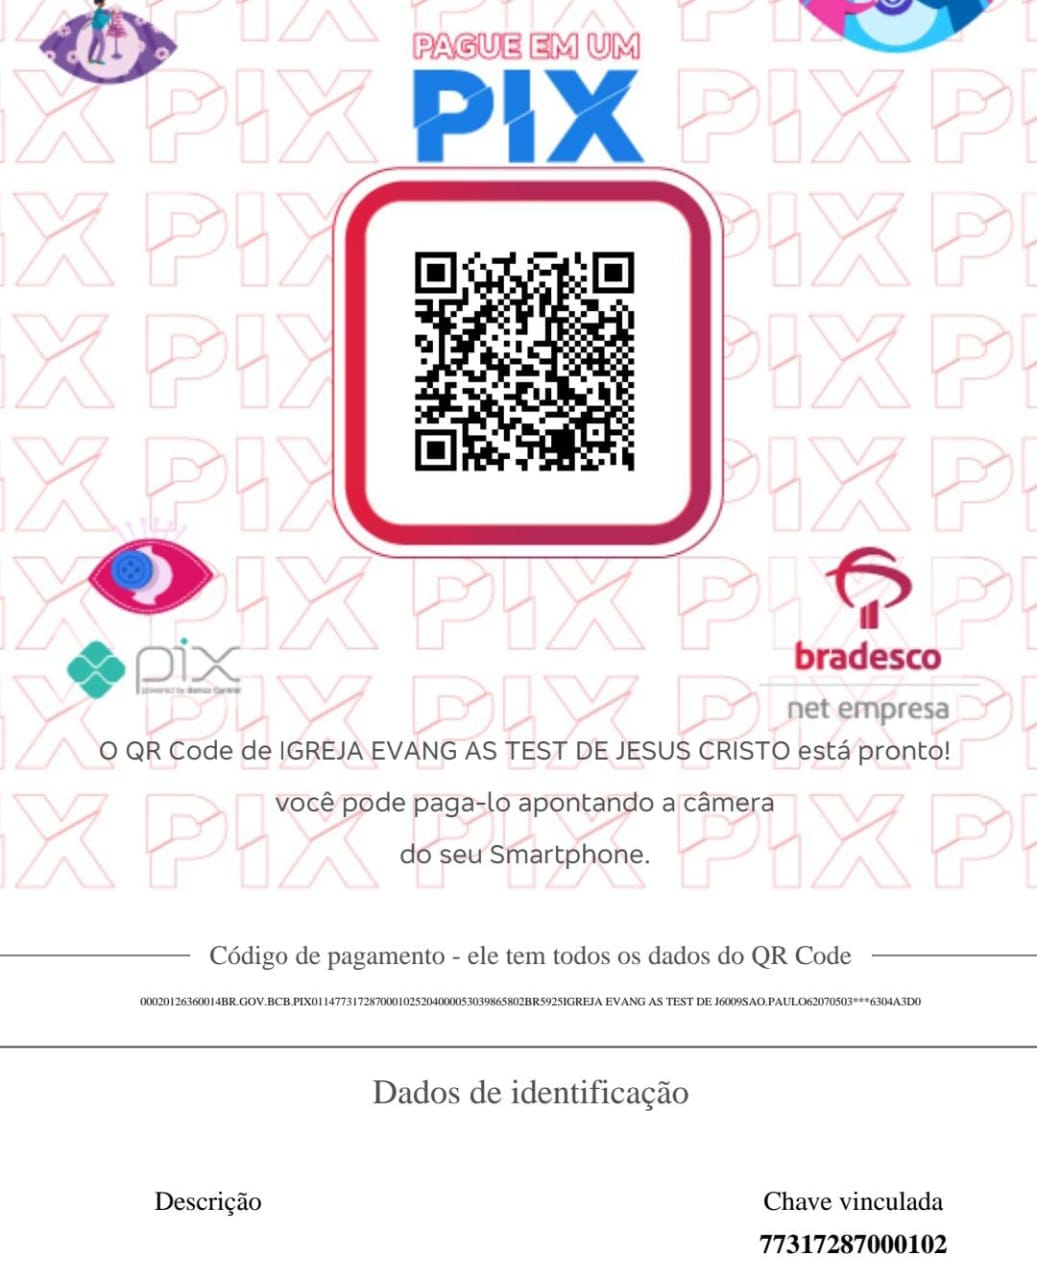 PAGUE EM UM
PIX
pix
powered by Banco Central
bradesco
net empresa
O QR Code de IGREJA EVANG AS TEST DE JESUS CRISTO está pronto!
você pode paga-lo apontando a câmera
do seu Smartphone.
Código de pagamento - ele tem todos os dados do QR Code
00020126360014BR.GOV.BCB.PIX0114773172870001025204000053039865802BR5925IGREJA EVANG AS TEST DE J6009SAO.PAULO62070503***6304A3D0
Dados de identificação
Descrição
Chave vinculada
77317287000102